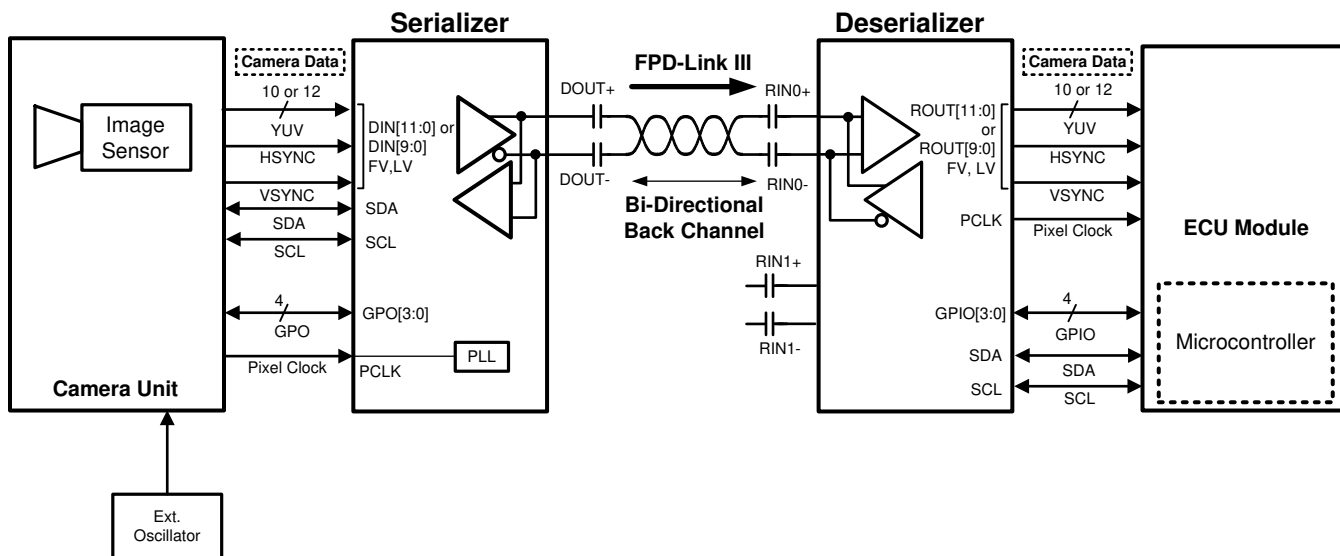 Serializer
Deserializer
Camera Data
10 or 12
YUV
HSYNC
VSYNC
SDA
SCL
4
GPO
Pixel Clock
Image
Sensor
Camera Unit
Ext.
Oscillator
DIN[11:0] or
DIN[9:0]
FV,LV
SDA
SCL
GPO[3:0]
PCLK
PLL
DOUT+
DOUT-
FPD-Link III
Bi-Directional
Back Channel
RIN0+
RIN0-
RIN1+
RIN1-
ROUT[11:0]
or
ROUT[9:0]
FV, LV
PCLK
GPIO[3:0]
SDA
SCL
Camera Data
10 or 12
YUV
HSYNC
VSYNC
Pixel Clock
4
GPIO
SDA
SCL
ECU Module
Microcontroller